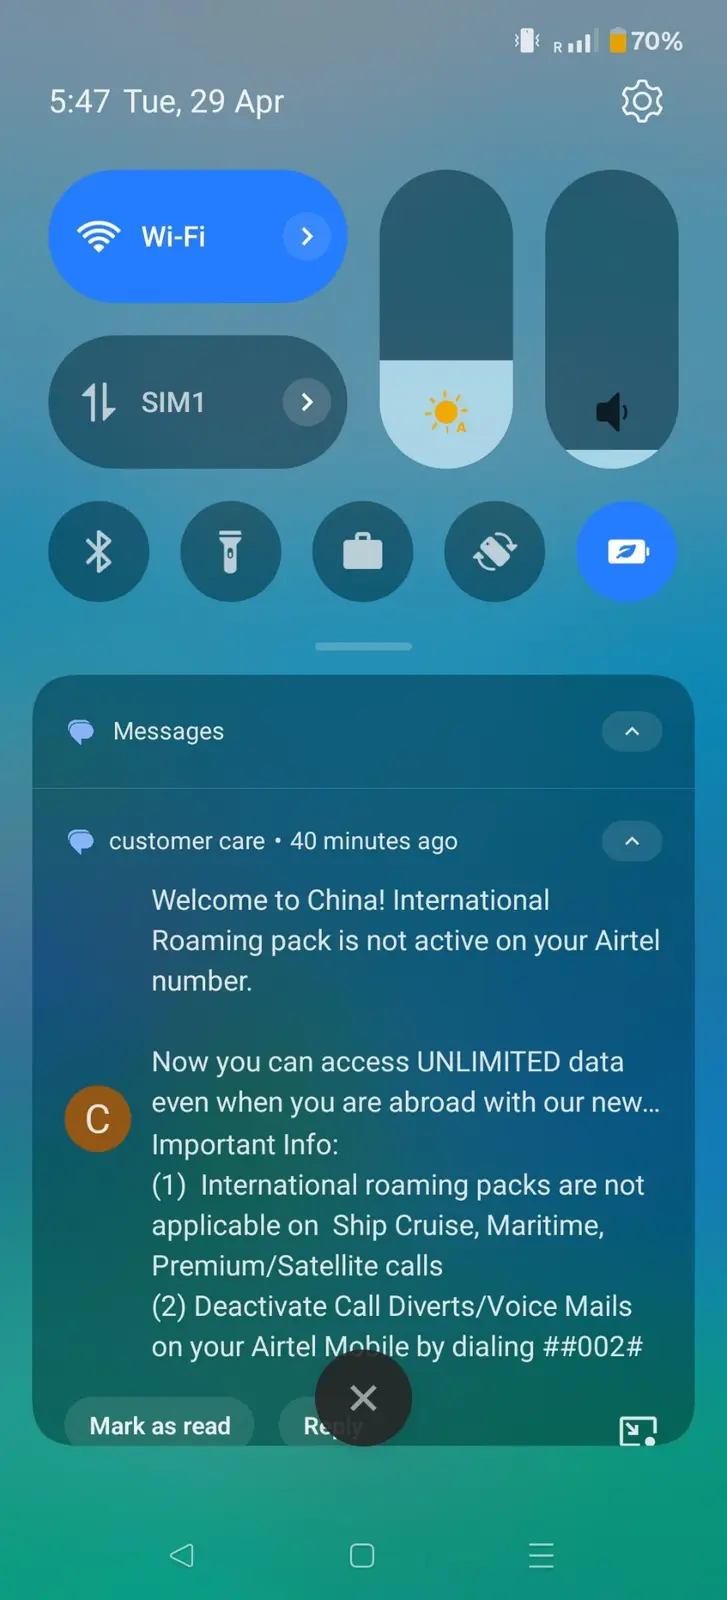 R 70%
5:47 Tue, 29 Apr
Wi-Fi
SIM1
A
Messages
customer care • 40 minutes ago
Welcome to China! International
Roaming pack is not active on your Airtel
number.
Now you can access UNLIMITED data
even when you are abroad with our new...
C
Important Info:
(1)  International roaming packs are not
applicable on  Ship Cruise, Maritime,
Premium/Satellite calls
(2) Deactivate Call Diverts/Voice Mails
on your Airtel Mobile by dialing ##002#
Mark as read
Reply